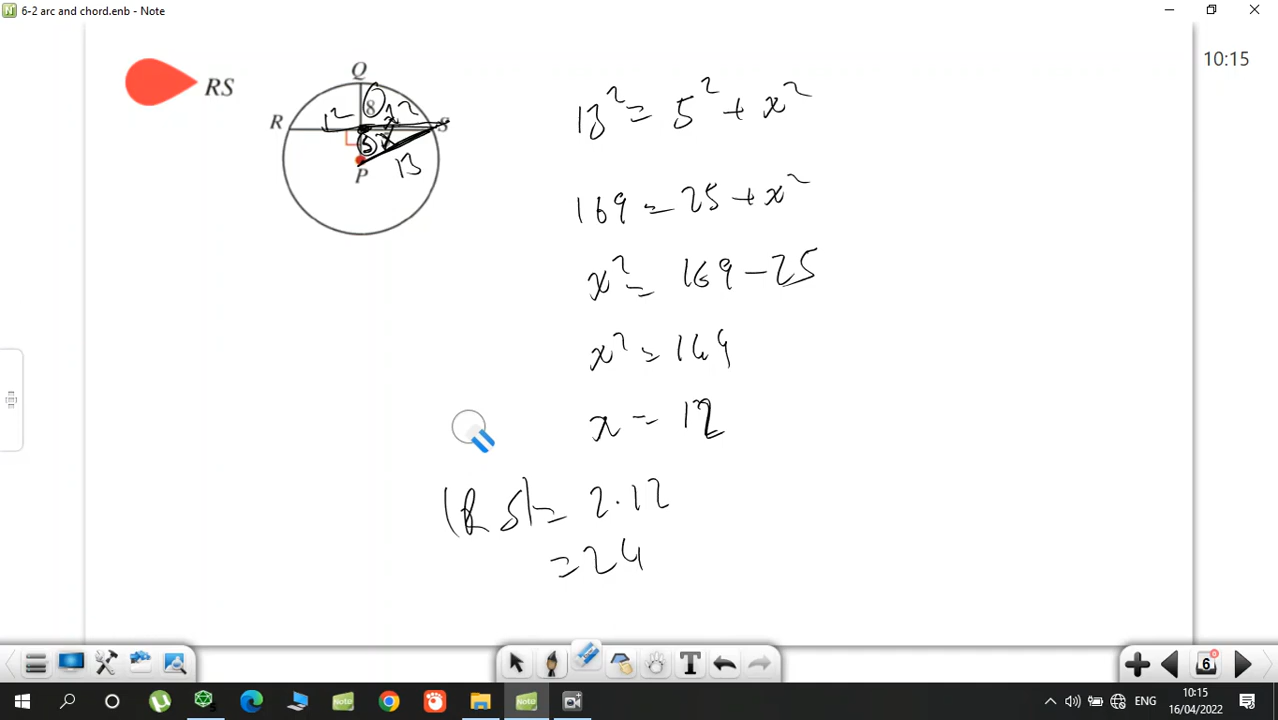 6-2 arc and chord.enb - Note
10:15
RS
Q
R
S
P
8
5
x
12
12
13
13² = 5² + x²
169 = 25 + x²
x² = 169 - 25
x² = 144
x = 12
|RS| = 2·12
= 24
T
6
Noto
Noto
ENG
10:15
16/04/2022